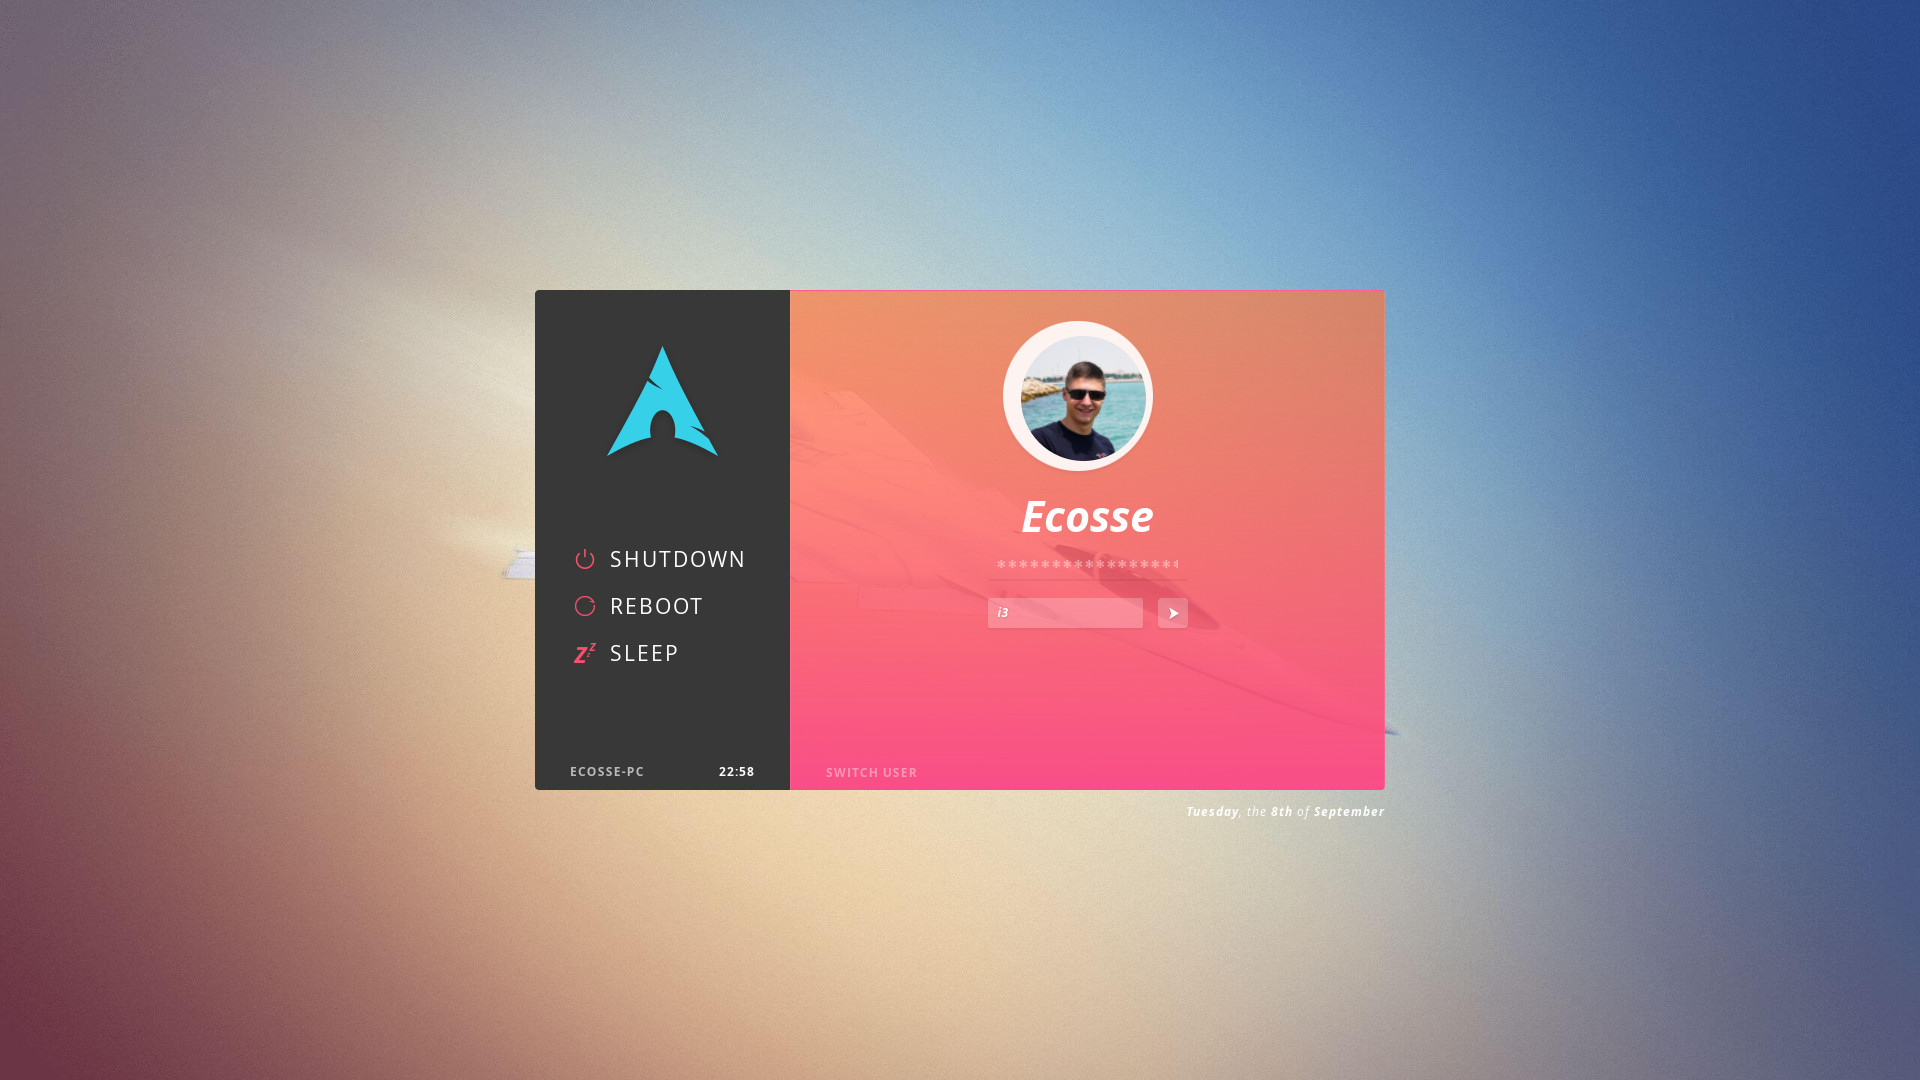 Ecosse
*****************
i3
SHUTDOWN
REBOOT
SLEEP
ECOSSE-PC 22:58
SWITCH USER
Tuesday, the 8th of September